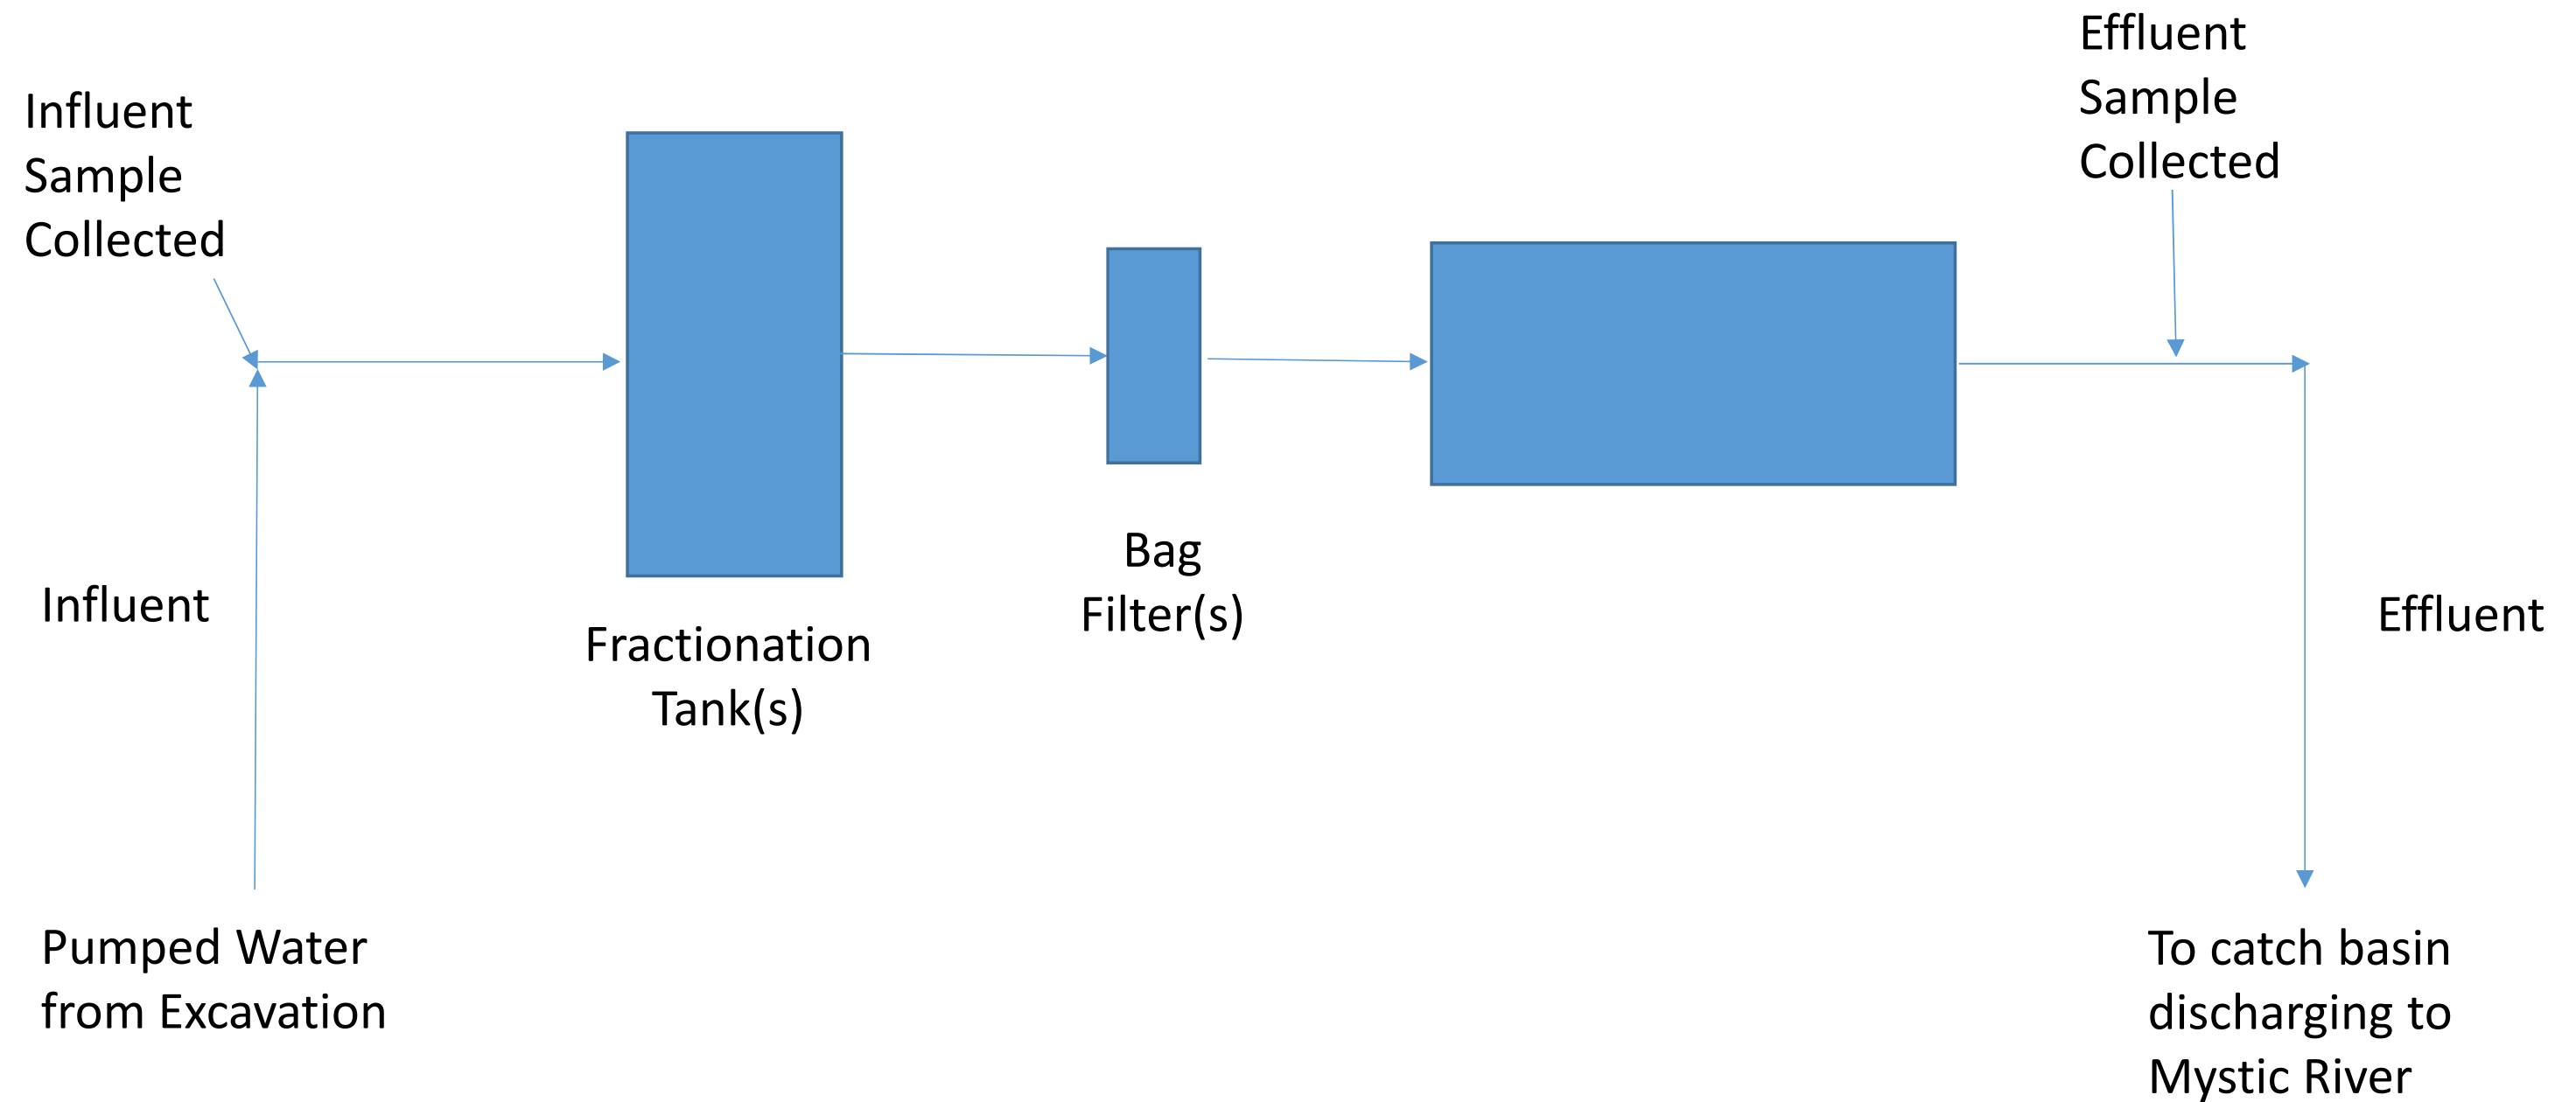 Influent
Sample
Collected
Effluent
Sample
Collected
Bag
Filter(s)
Fractionation
Tank(s)
Influent
Effluent
Pumped Water
from Excavation
To catch basin
discharging to
Mystic River